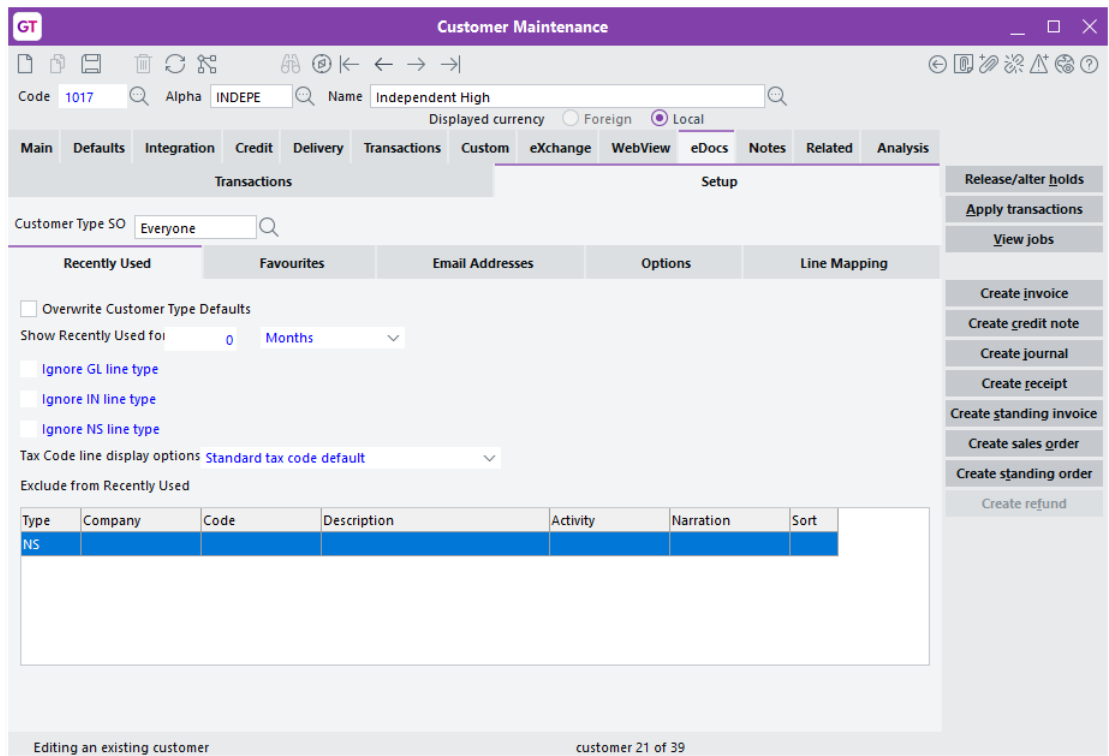 GT Customer Maintenance
Code 1017 Alpha INDEPE Name Independent High
Displayed currency Foreign Local
Main Defaults Integration Credit Delivery Transactions Custom eXchange WebView eDocs Notes Related Analysis
Transactions Setup
Customer Type SO Everyone
Recently Used Favourites Email Addresses Options Line Mapping
Overwrite Customer Type Defaults
Show Recently Used for 0 Months
Ignore GL line type
Ignore IN line type
Ignore NS line type
Tax Code line display options Standard tax code default
Exclude from Recently Used
Type Company Code Description Activity Narration Sort
NS
Release/alter holds
Apply transactions
View jobs
Create invoice
Create credit note
Create journal
Create receipt
Create standing invoice
Create sales order
Create standing order
Create refund
Editing an existing customer customer 21 of 39